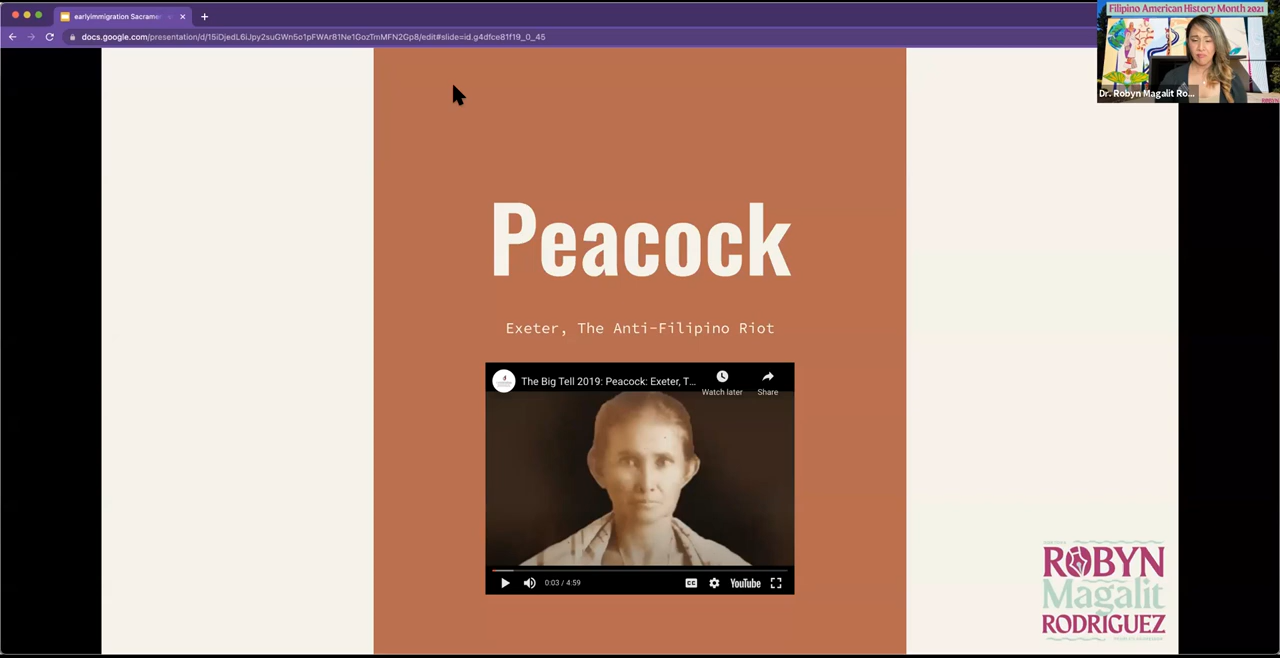 earlyimmigration Sacrame
docs.google.com/presentation/d/15iDjedL6iJpy2suGWn5o1pFWAr81Ne1GozTmMFN2Gp8/edit#slide=id.g4dfce81f19_0_45
Filipino American History Month 2021
Dr. Robyn Magalit Ro...
Peacock
Exeter, The Anti-Filipino Riot
The Big Tell 2019: Peacock: Exeter, T...
Watch later
Share
0:03 / 4:59
CC
YouTube
ROBYN
Magalit
RODRIGUEZ